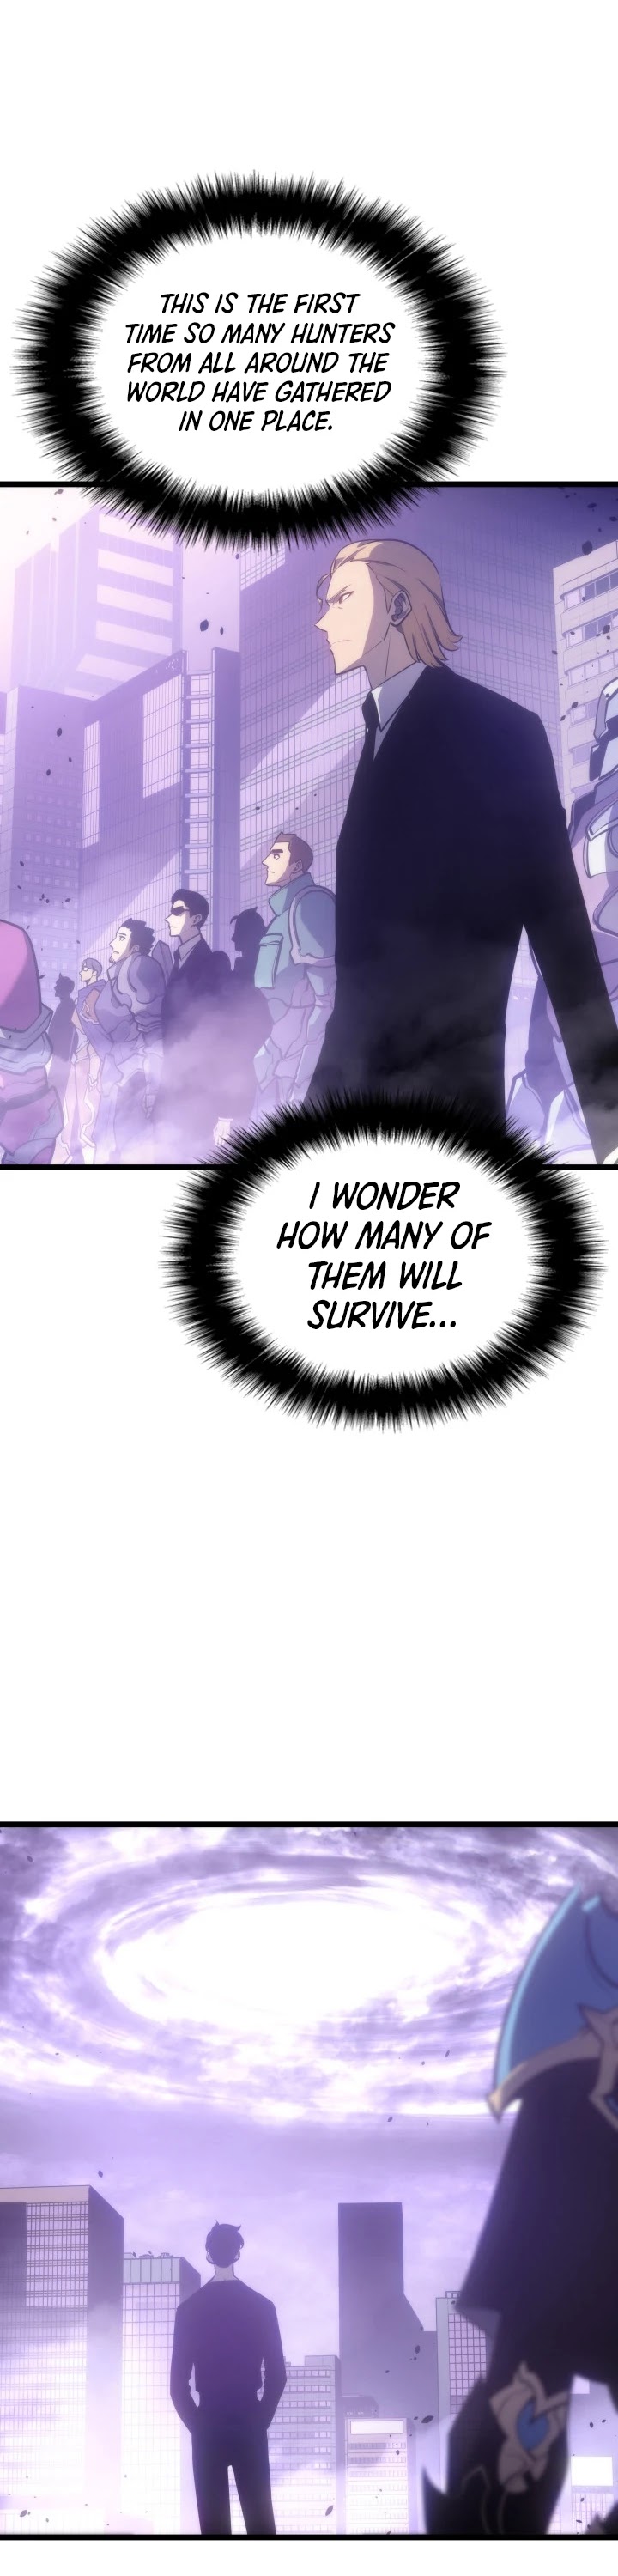 THIS IS THE FIRST
TIME SO MANY HUNTERS
FROM ALL AROUND THE
WORLD HAVE GATHERED
IN ONE PLACE.
I WONDER
HOW MANY OF
THEM WILL
SURVIVE...